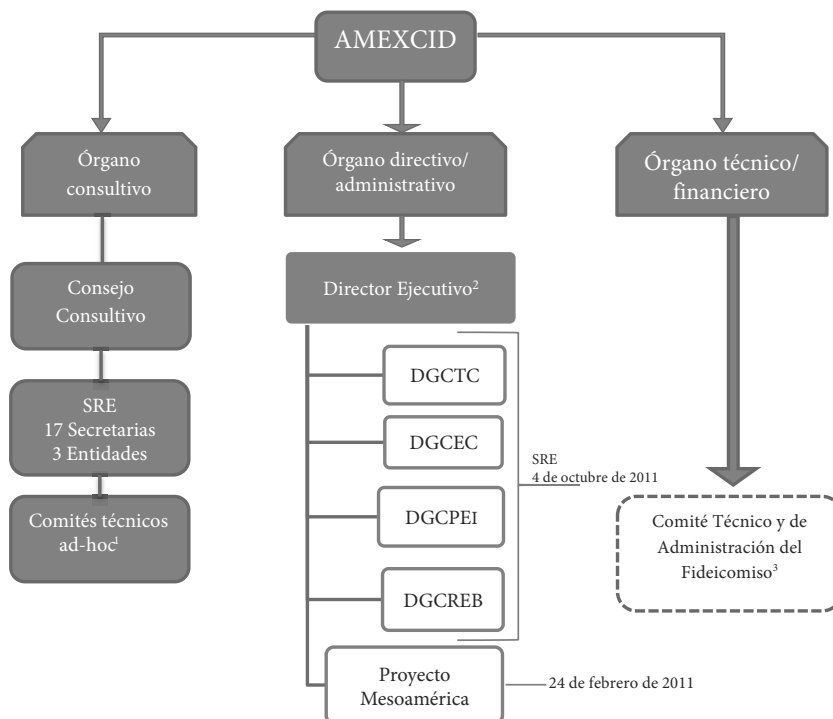 AMEXCID
Órgano
consultivo
Consejo
Consultivo
SRE
17 Secretarias
3 Entidades
Comités técnicos
ad-hoc¹
Órgano directivo/
administrativo
Director Ejecutivo²
DGCTC
DGCEC
DGCPEI
DGCREB
SRE
4 de octubre de 2011
Proyecto
Mesoamérica
24 de febrero de 2011
Órgano técnico/
financiero
Comité Técnico y de
Administración del
Fideicomiso³